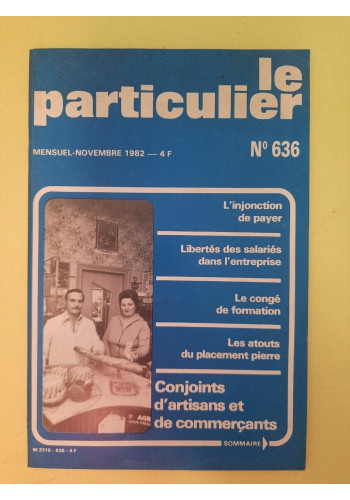 le
particulier
MENSUEL-NOVEMBRE 1982 — 4 F
N° 636
L'injonction
de payer
Libertés des salariés
dans l'entreprise
Le congé
de formation
Les atouts
du placement pierre
Conjoints
d'artisans et
de commerçants
SOMMAIRE
M 2316 - 636 - 4 F